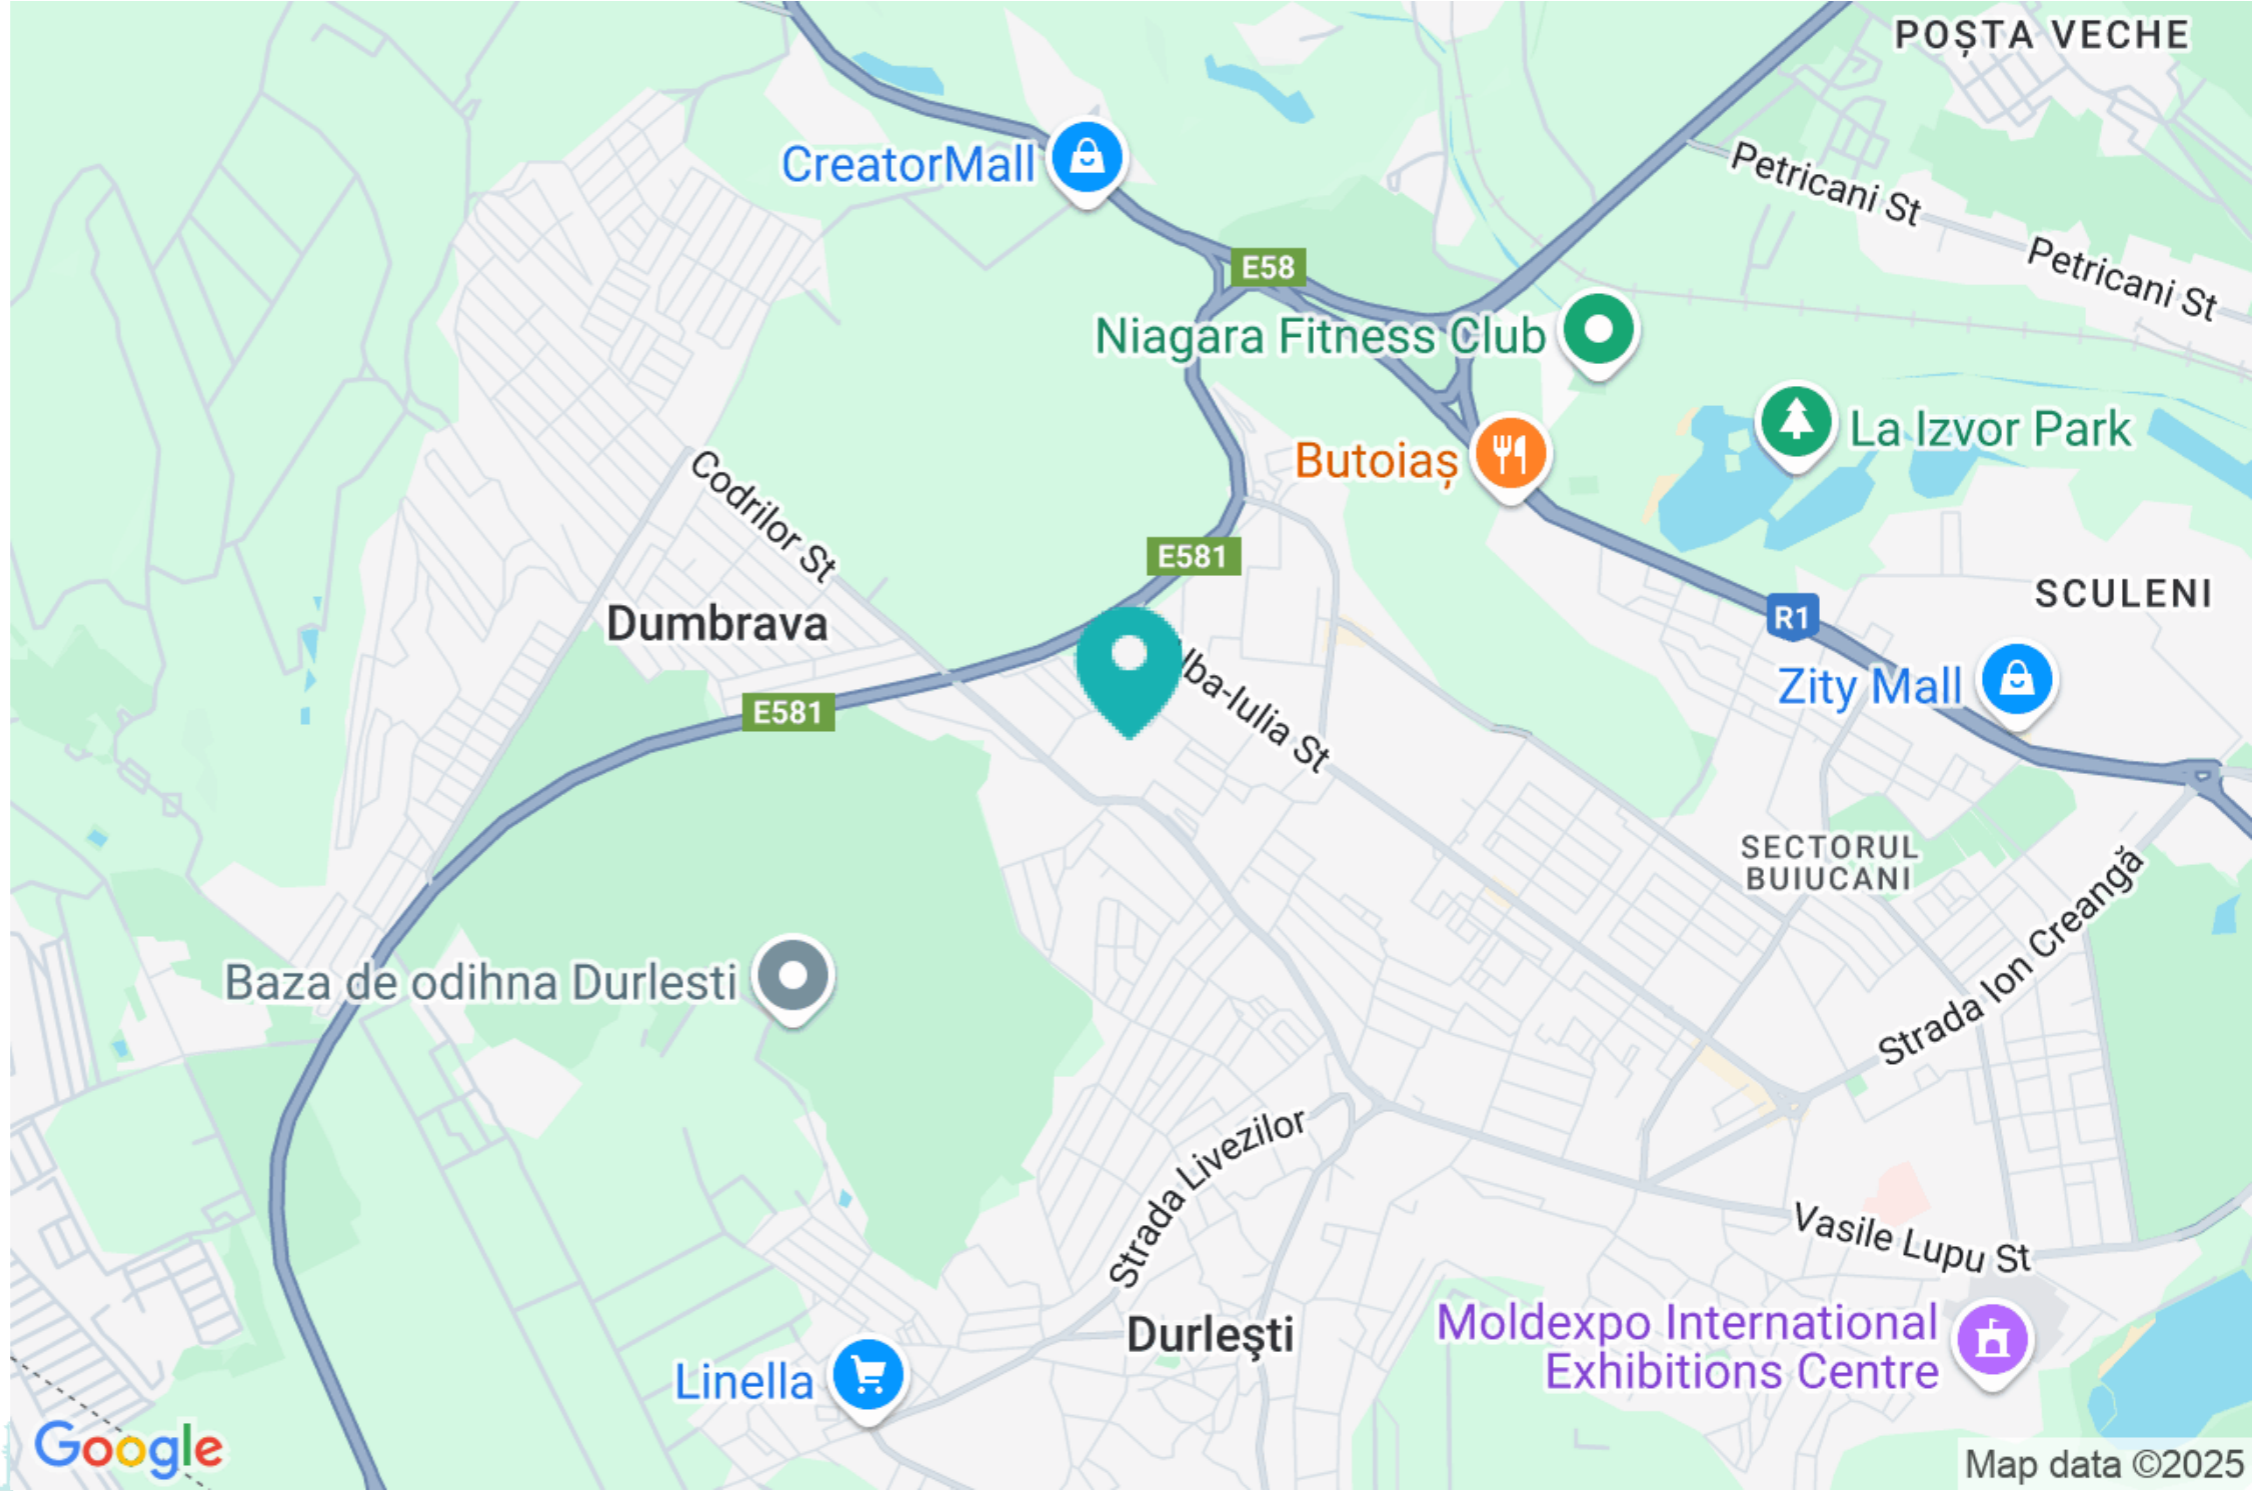 POȘTA VECHE
CreatorMall
Petricani St
Petricani St
E58
Niagara Fitness Club
La Izvor Park
Butoiaș
Codrilor St
E581
SCULENI
Dumbrava
R1
lba-Iulia St
Zity Mall
E581
SECTORUL
BUIUCANI
Strada Ion Creangă
Baza de odihna Durlesti
Strada Livezilor
Vasile Lupu St
Durleşti
Moldexpo International
Exhibitions Centre
Linella
Google
Map data ©2025